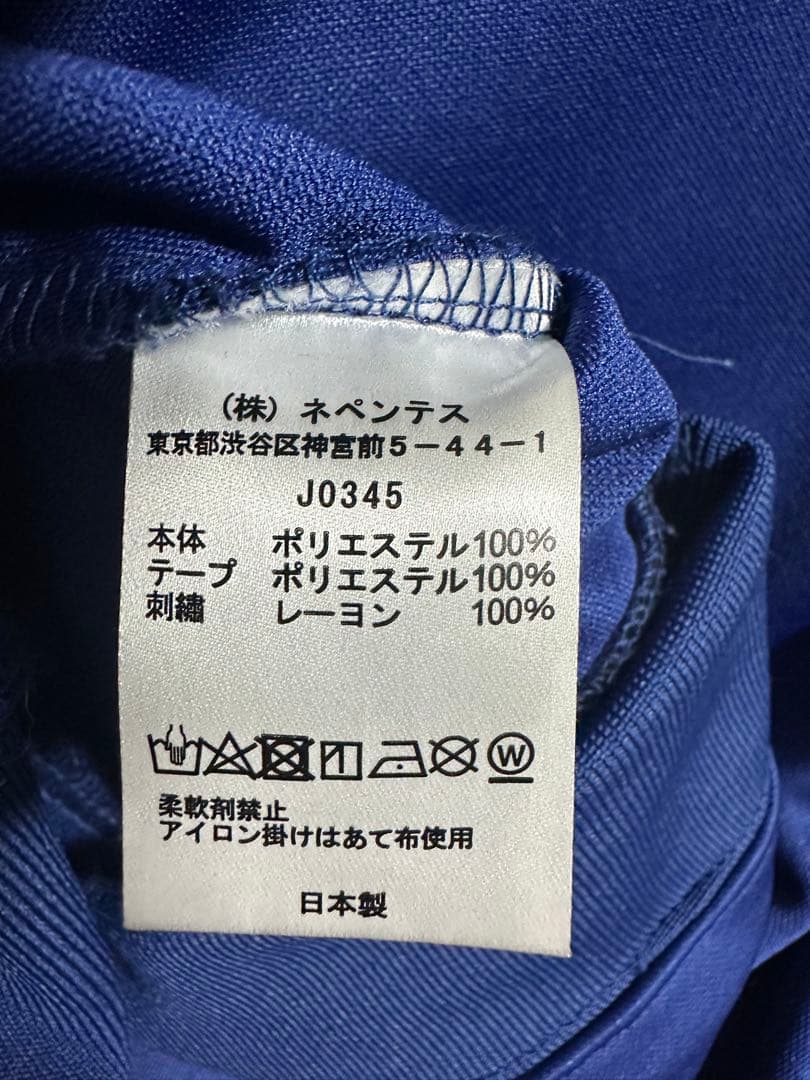 （株）ネペンテス
東京都渋谷区神宮前５－４４－１
J0345
本体 ポリエステル100%
テープ ポリエステル100%
刺繍 レーヨン 100%
W
柔軟剤禁止
アイロン掛けはあて布使用
日本製